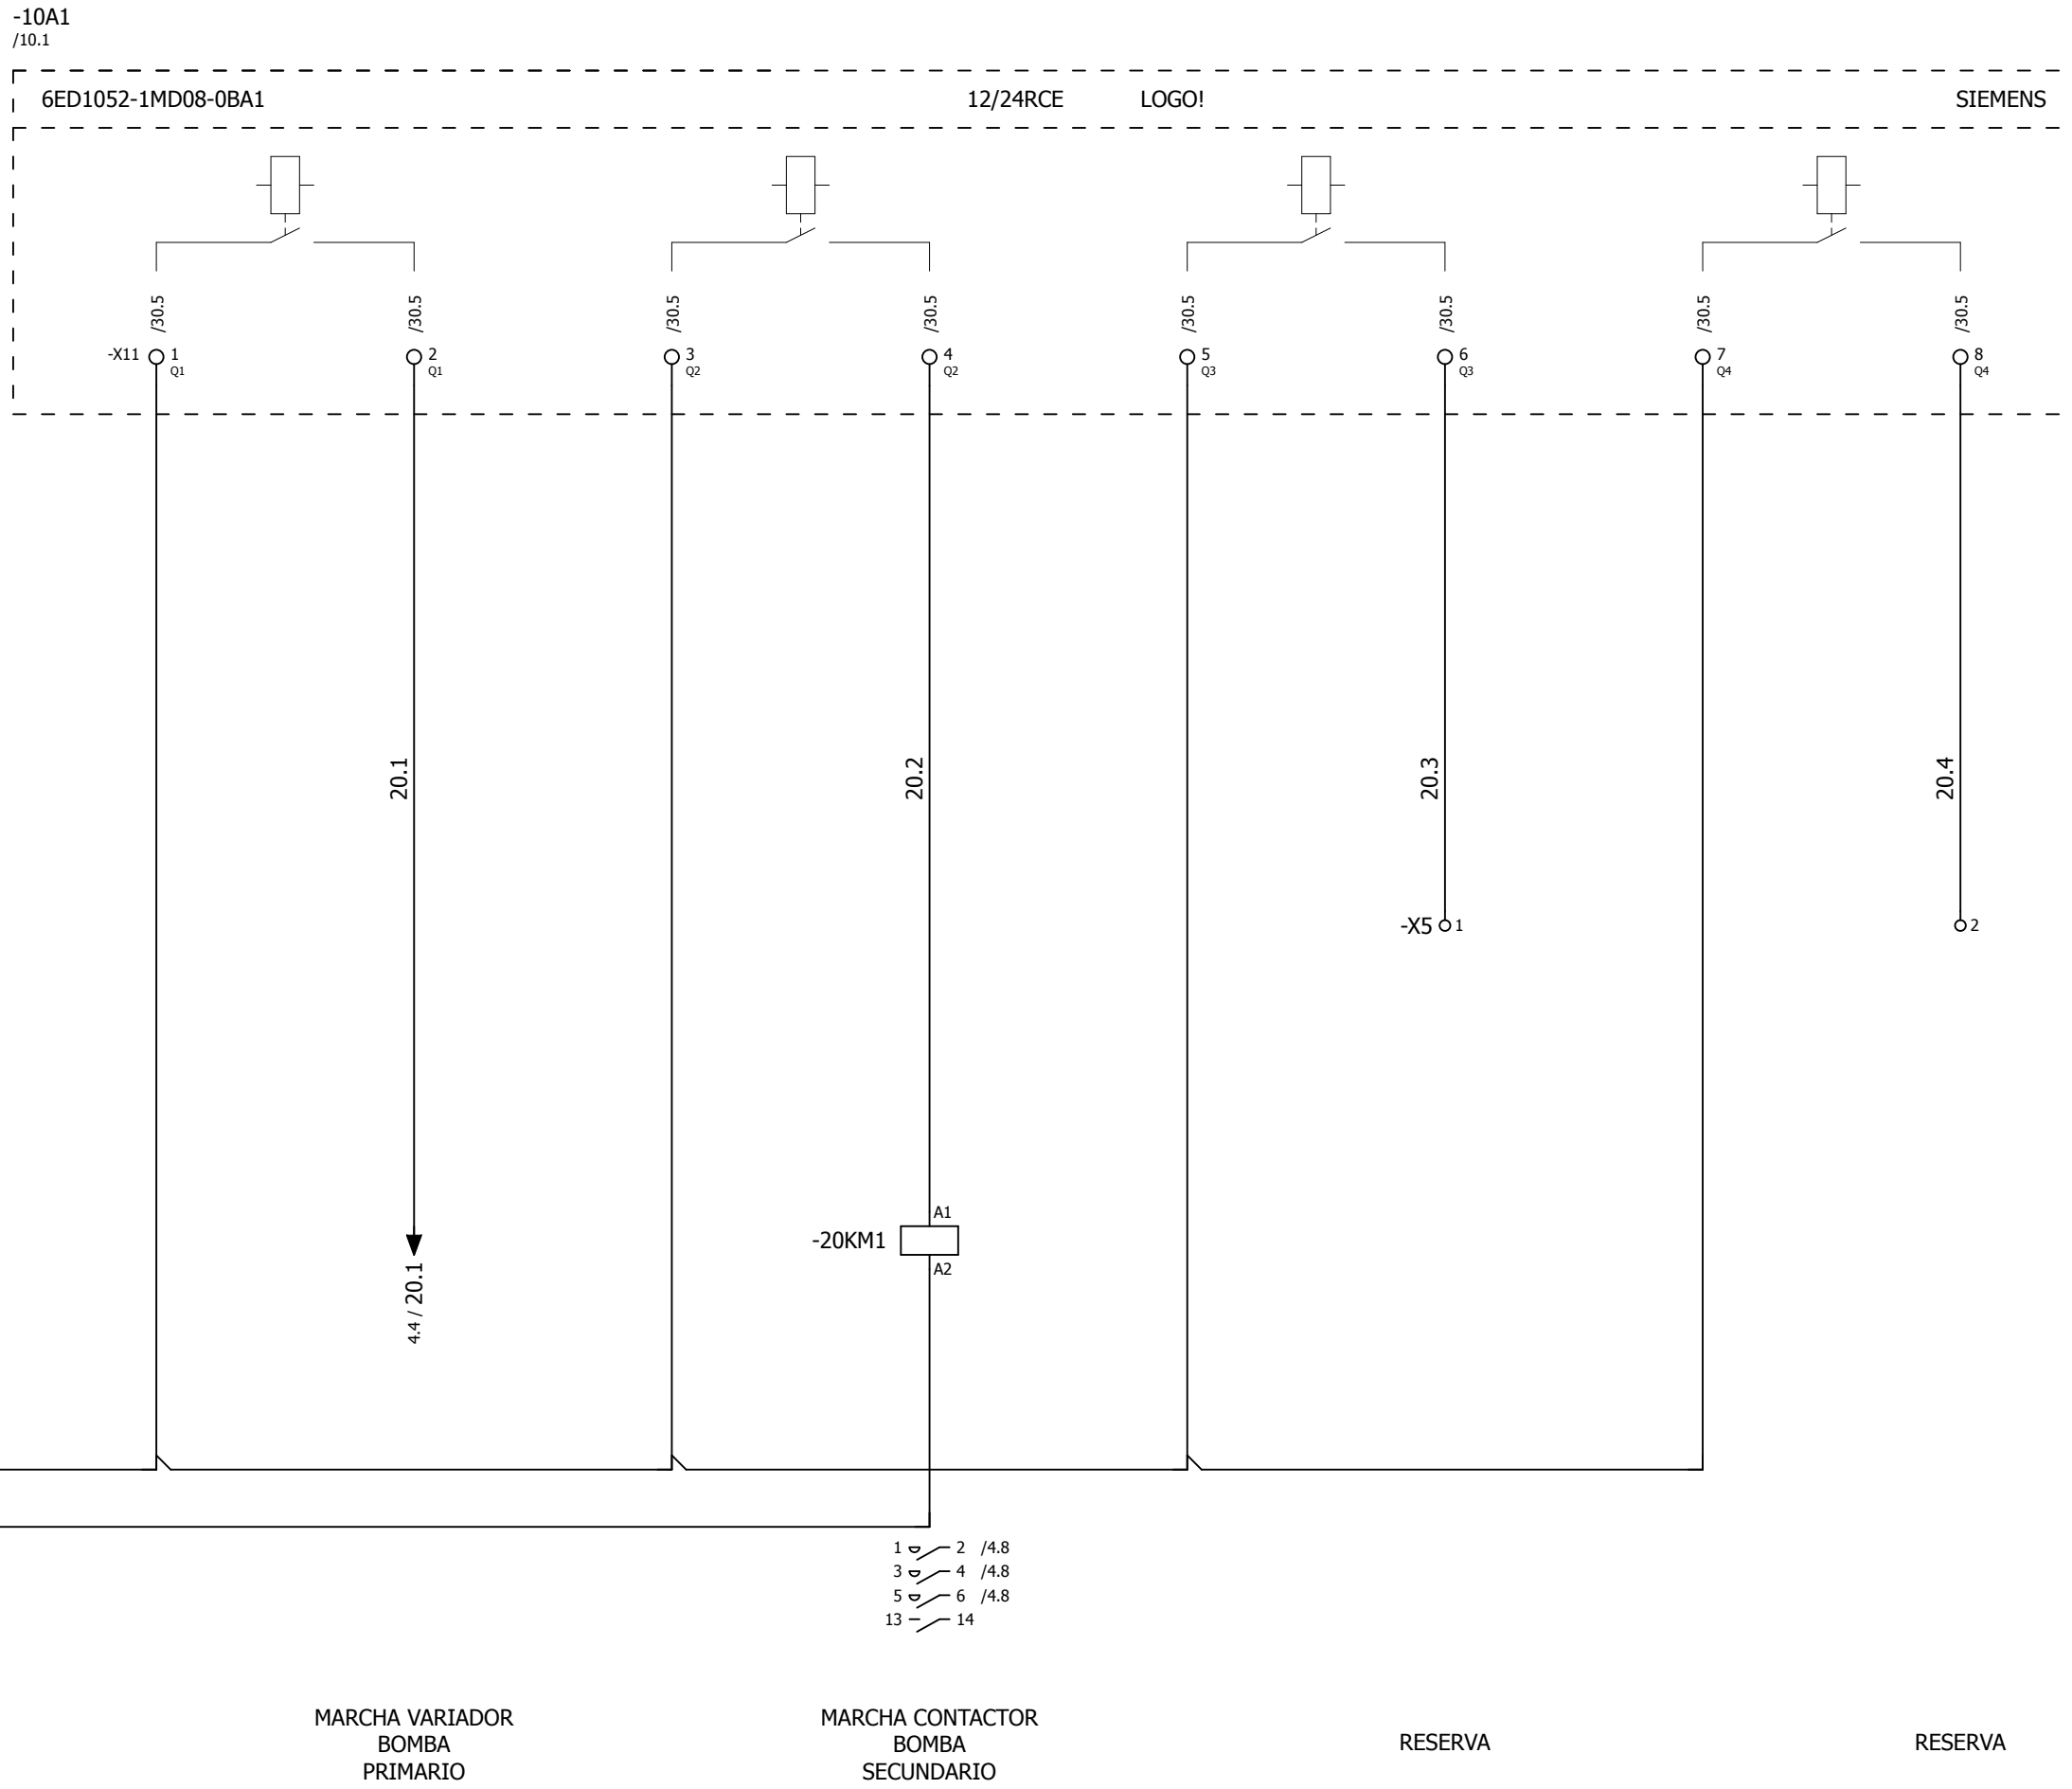 -10A1
/10.1
6ED1052-1MD08-0BA1 12/24RCE LOGO! SIEMENS
/30.5 /30.5 /30.5 /30.5 /30.5 /30.5 /30.5 /30.5
-X11 1 2 3 4 5 6 7 8
Q1 Q1 Q2 Q2 Q3 Q3 Q4 Q4
20.1 20.2 20.3 20.4
-X5 1 2
A1
-20KM1
A2
4.4 / 20.1
1 2 /4.8
3 4 /4.8
5 6 /4.8
13 14
MARCHA VARIADOR
BOMBA
PRIMARIO
MARCHA CONTACTOR
BOMBA
SECUNDARIO
RESERVA
RESERVA